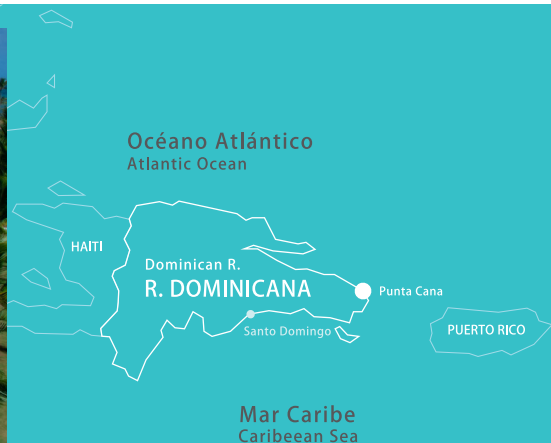 Océano Atlántico
Atlantic Ocean
HAITI
Dominican R.
R. DOMINICANA
Punta Cana
Santo Domingo
PUERTO RICO
Mar Caribe
Caribeean Sea